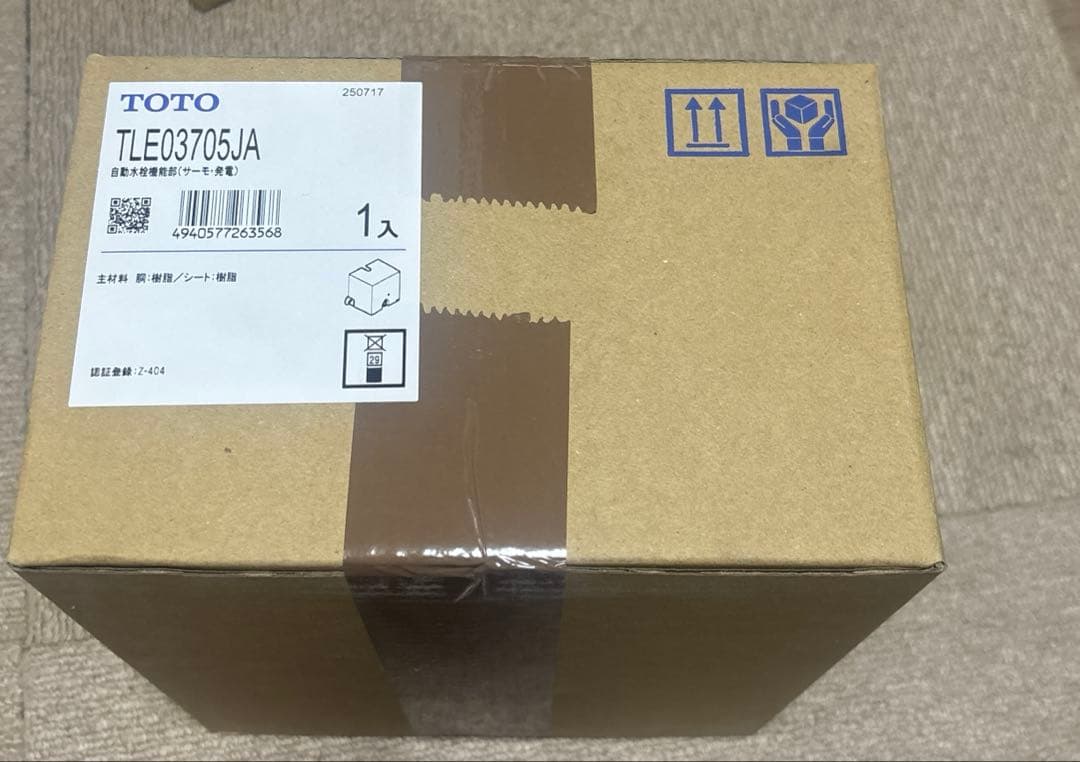 TOTO
250717
TLE03705JA
自動水栓機能部(サーモ・発電)
4940577263568
1入
主材料 胴:樹脂/シート:樹脂
29
認証登録:Z-404